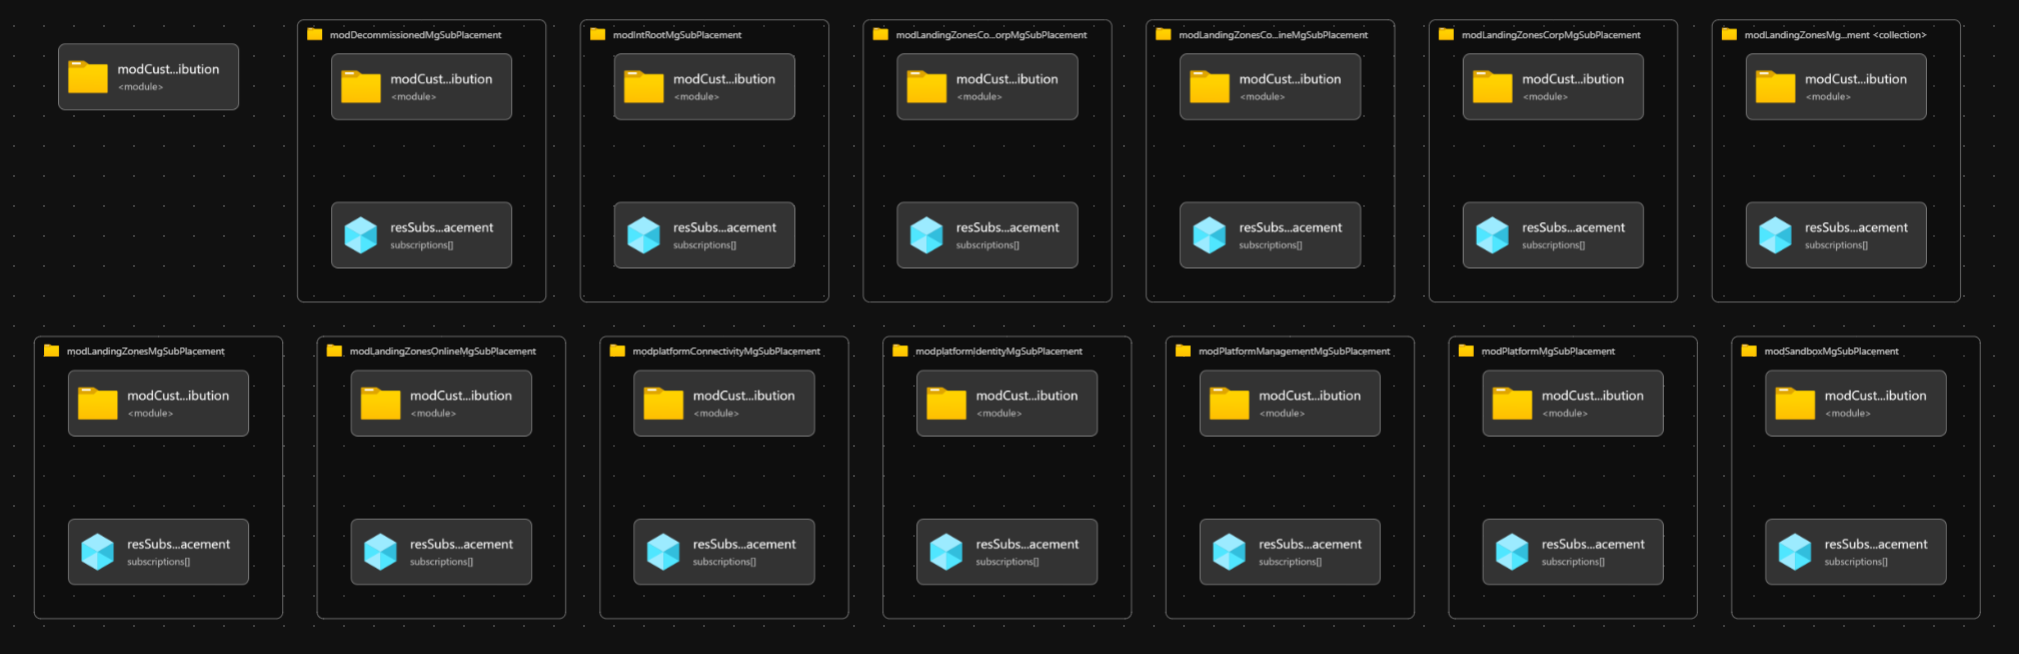 modCust...ibution
<module>
modDecommissionedMgSubPlacement
modCust...ibution
<module>
resSubs...acement
subscriptions[]
modIntRootMgSubPlacement
modCust...ibution
<module>
resSubs...acement
subscriptions[]
modLandingZonesCo...orpMgSubPlacement
modCust...ibution
<module>
resSubs...acement
subscriptions[]
modLandingZonesCo...ineMgSubPlacement
modCust...ibution
<module>
resSubs...acement
subscriptions[]
modLandingZonesCorpMgSubPlacement
modCust...ibution
<module>
resSubs...acement
subscriptions[]
modLandingZonesMg...ment <collection>
modCust...ibution
<module>
resSubs...acement
subscriptions[]
modLandingZonesMgSubPlacement
modCust...ibution
<module>
resSubs...acement
subscriptions[]
modLandingZonesOnlineMgSubPlacement
modCust...ibution
<module>
resSubs...acement
subscriptions[]
modplatformConnectivityMgSubPlacement
modCust...ibution
<module>
resSubs...acement
subscriptions[]
modplatformIdentityMgSubPlacement
modCust...ibution
<module>
resSubs...acement
subscriptions[]
modPlatformManagementMgSubPlacement
modCust...ibution
<module>
resSubs...acement
subscriptions[]
modPlatformMgSubPlacement
modCust...ibution
<module>
resSubs...acement
subscriptions[]
modSandboxMgSubPlacement
modCust...ibution
<module>
resSubs...acement
subscriptions[]